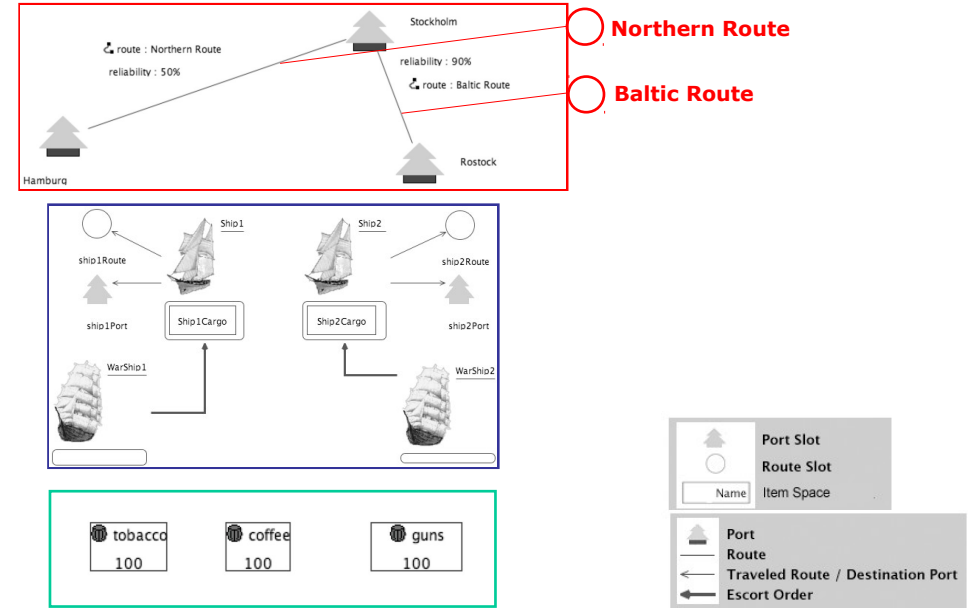 Stockholm
Northern Route
route : Northern Route
reliability : 50%
reliability : 90%
route : Baltic Route
Baltic Route
Rostock
Hamburg
Ship1
Ship2
ship1Route
ship2Route
Ship1Cargo
Ship2Cargo
ship1Port
ship2Port
WarShip1
WarShip2
tobacco
100
coffee
100
guns
100
Port Slot
Route Slot
Name
Item Space
Port
Route
Traveled Route / Destination Port
Escort Order